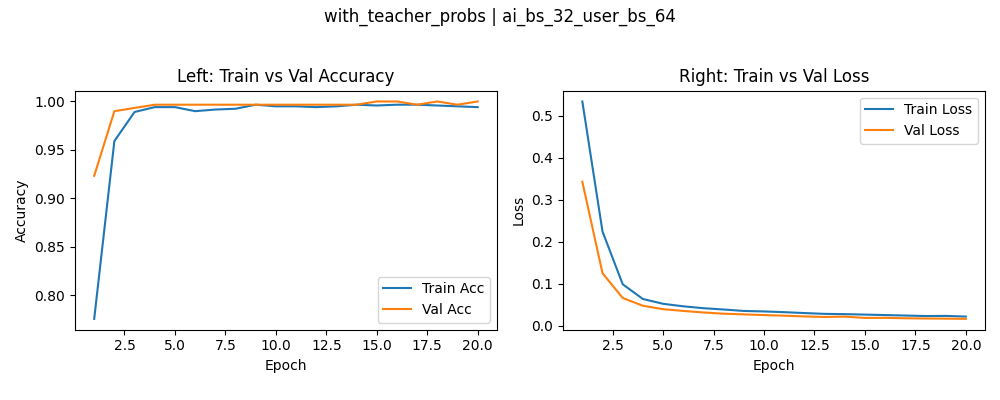 with_teacher_probs | ai_bs_32_user_bs_64
Left: Train vs Val Accuracy
Accuracy
1.00
0.95
0.90
0.85
0.80
Train Acc
Val Acc
2.5 5.0 7.5 10.0 12.5 15.0 17.5 20.0
Epoch
Right: Train vs Val Loss
Loss
0.5
0.4
0.3
0.2
0.1
0.0
Train Loss
Val Loss
2.5 5.0 7.5 10.0 12.5 15.0 17.5 20.0
Epoch